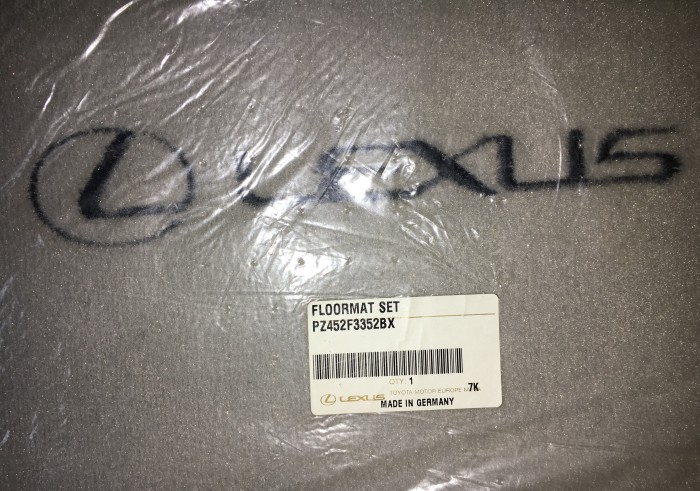 LEXUS
FLOORMAT SET
PZ452F3352BX
QTY: 1
TOYOTA MOTOR EUROPE 7K
LEXUS
MADE IN GERMANY